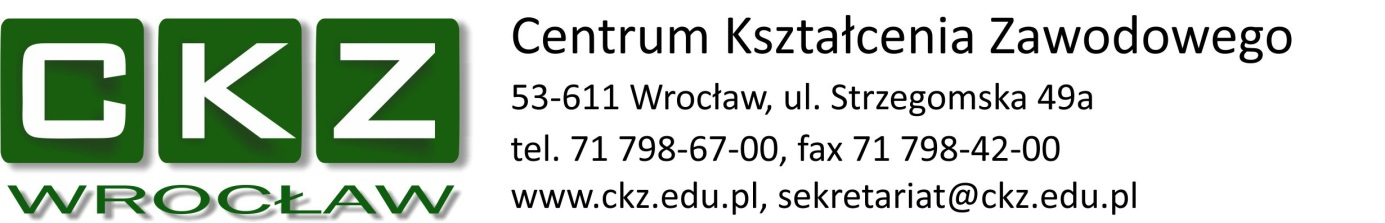 CKZ
WROCŁAW
Centrum Kształcenia Zawodowego
53-611 Wrocław, ul. Strzegomska 49a
tel. 71 798-67-00, fax 71 798-42-00
www.ckz.edu.pl, sekretariat@ckz.edu.pl